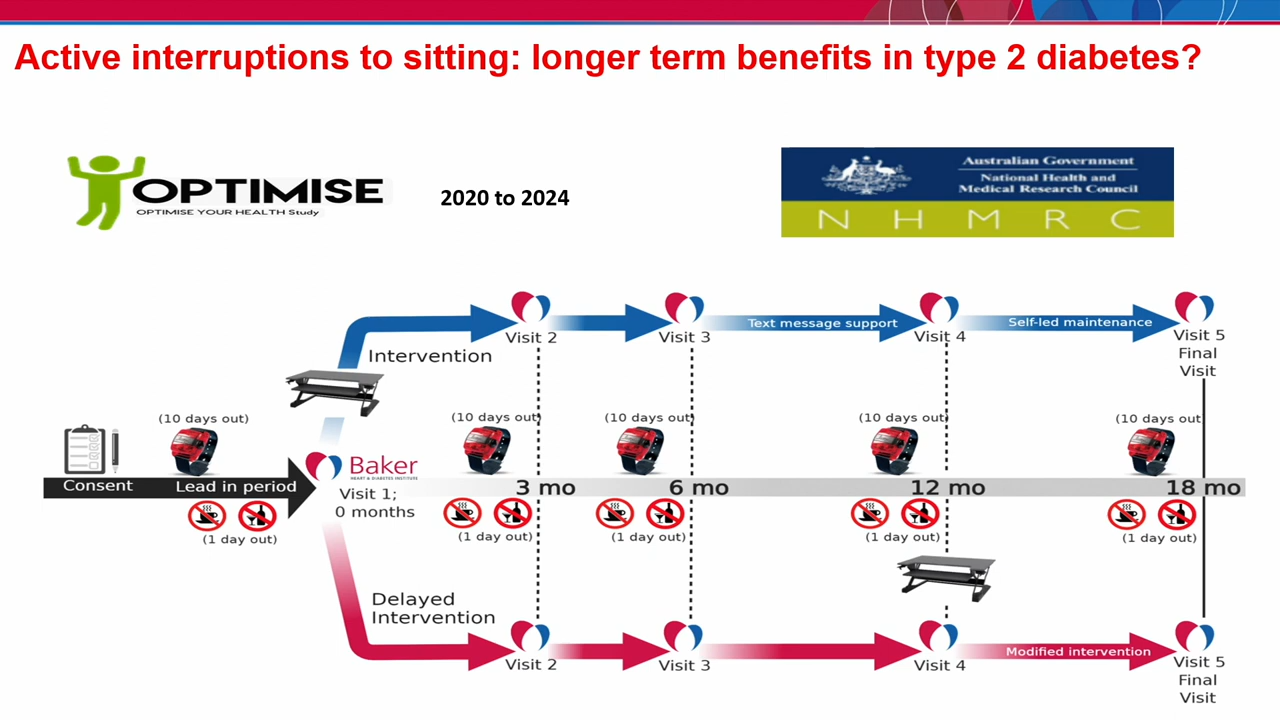 Active interruptions to sitting: longer term benefits in type 2 diabetes?
OPTIMISE
OPTIMISE YOUR HEALTH Study
2020 to 2024
Australian Government
National Health and
Medical Research Council
N H M R C
Visit 2
Visit 3
Text message support
Visit 4
Self-led maintenance
Visit 5
Final
Visit
Intervention
(10 days out)
(10 days out)
(10 days out)
(10 days out)
(10 days out)
Consent
Lead in period
Baker
HEART & DIABETES INSTITUTE
Visit 1;
0 months
3 mo
6 mo
12 mo
18 mo
(1 day out)
(1 day out)
(1 day out)
(1 day out)
(1 day out)
Delayed
Intervention
Visit 2
Visit 3
Visit 4
Modified intervention
Visit 5
Final
Visit